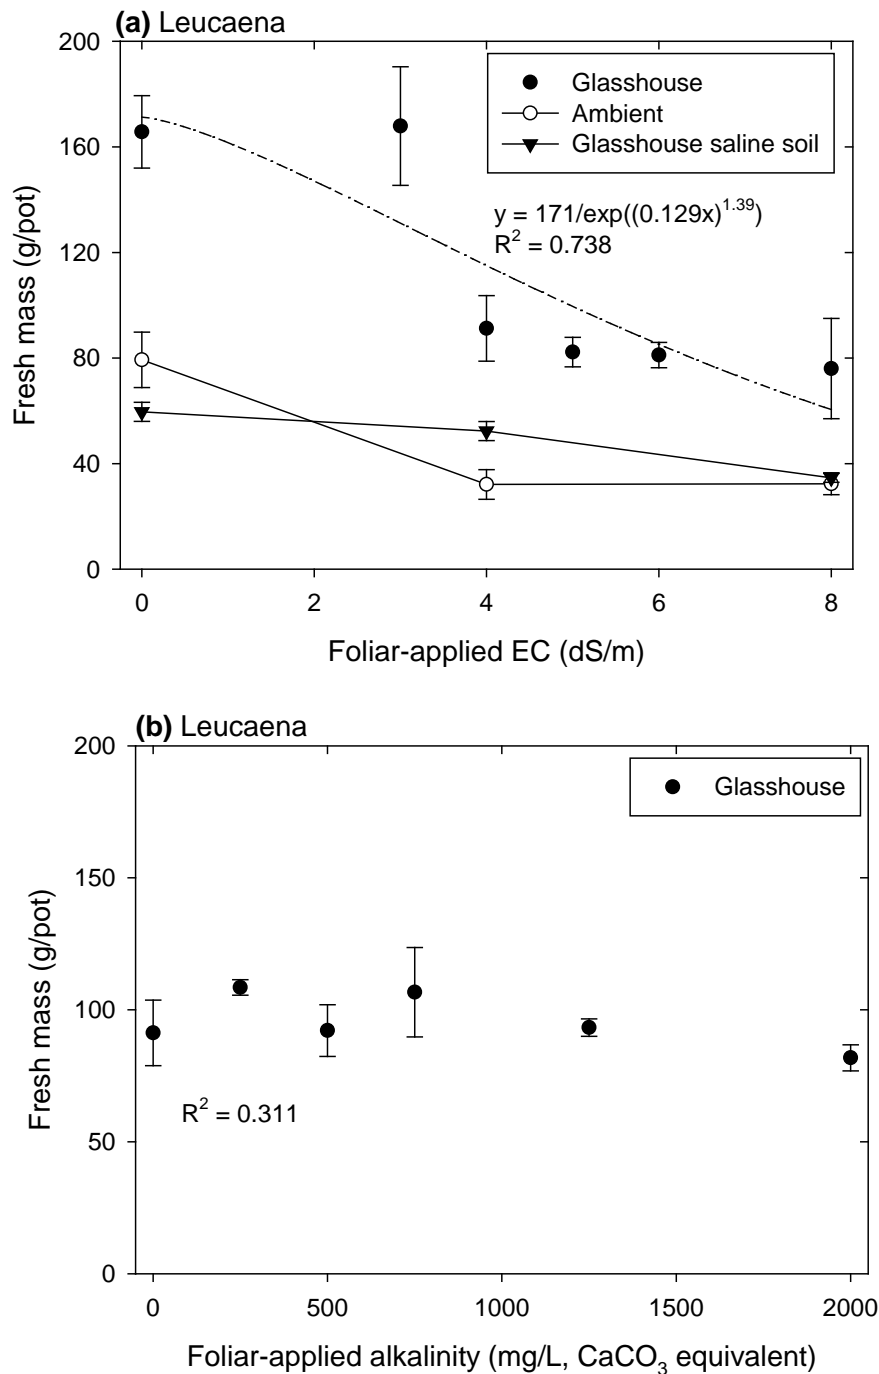 (a) Leucaena
200
160
120
80
40
0
Fresh mass (g/pot)
Glasshouse
Ambient
Glasshouse saline soil
y = 171/exp((0.129x)^1.39)
R² = 0.738
0 2 4 6 8
Foliar-applied EC (dS/m)
(b) Leucaena
200
150
100
50
0
Fresh mass (g/pot)
Glasshouse
R² = 0.311
0 500 1000 1500 2000
Foliar-applied alkalinity (mg/L, CaCO₃ equivalent)